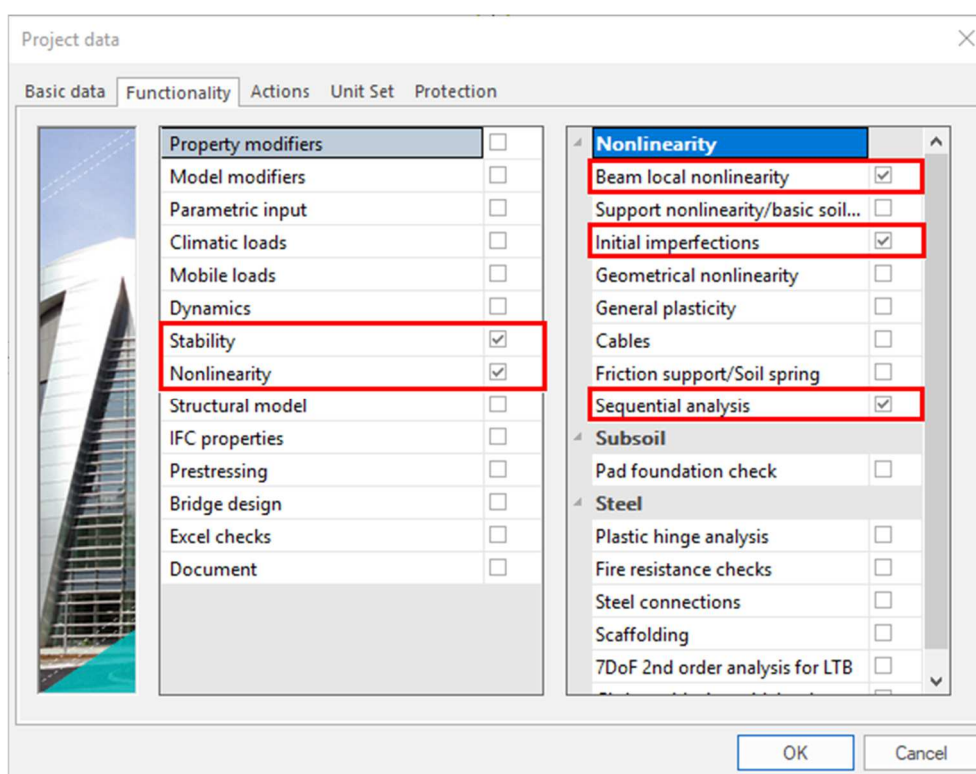 Project data
Basic data Functionality Actions Unit Set Protection
Property modifiers
Model modifiers
Parametric input
Climatic loads
Mobile loads
Dynamics
Stability
Nonlinearity
Structural model
IFC properties
Prestressing
Bridge design
Excel checks
Document
Nonlinearity
Beam local nonlinearity
Support nonlinearity/basic soil...
Initial imperfections
Geometrical nonlinearity
General plasticity
Cables
Friction support/Soil spring
Sequential analysis
Subsoil
Pad foundation check
Steel
Plastic hinge analysis
Fire resistance checks
Steel connections
Scaffolding
7DoF 2nd order analysis for LTB
OK Cancel